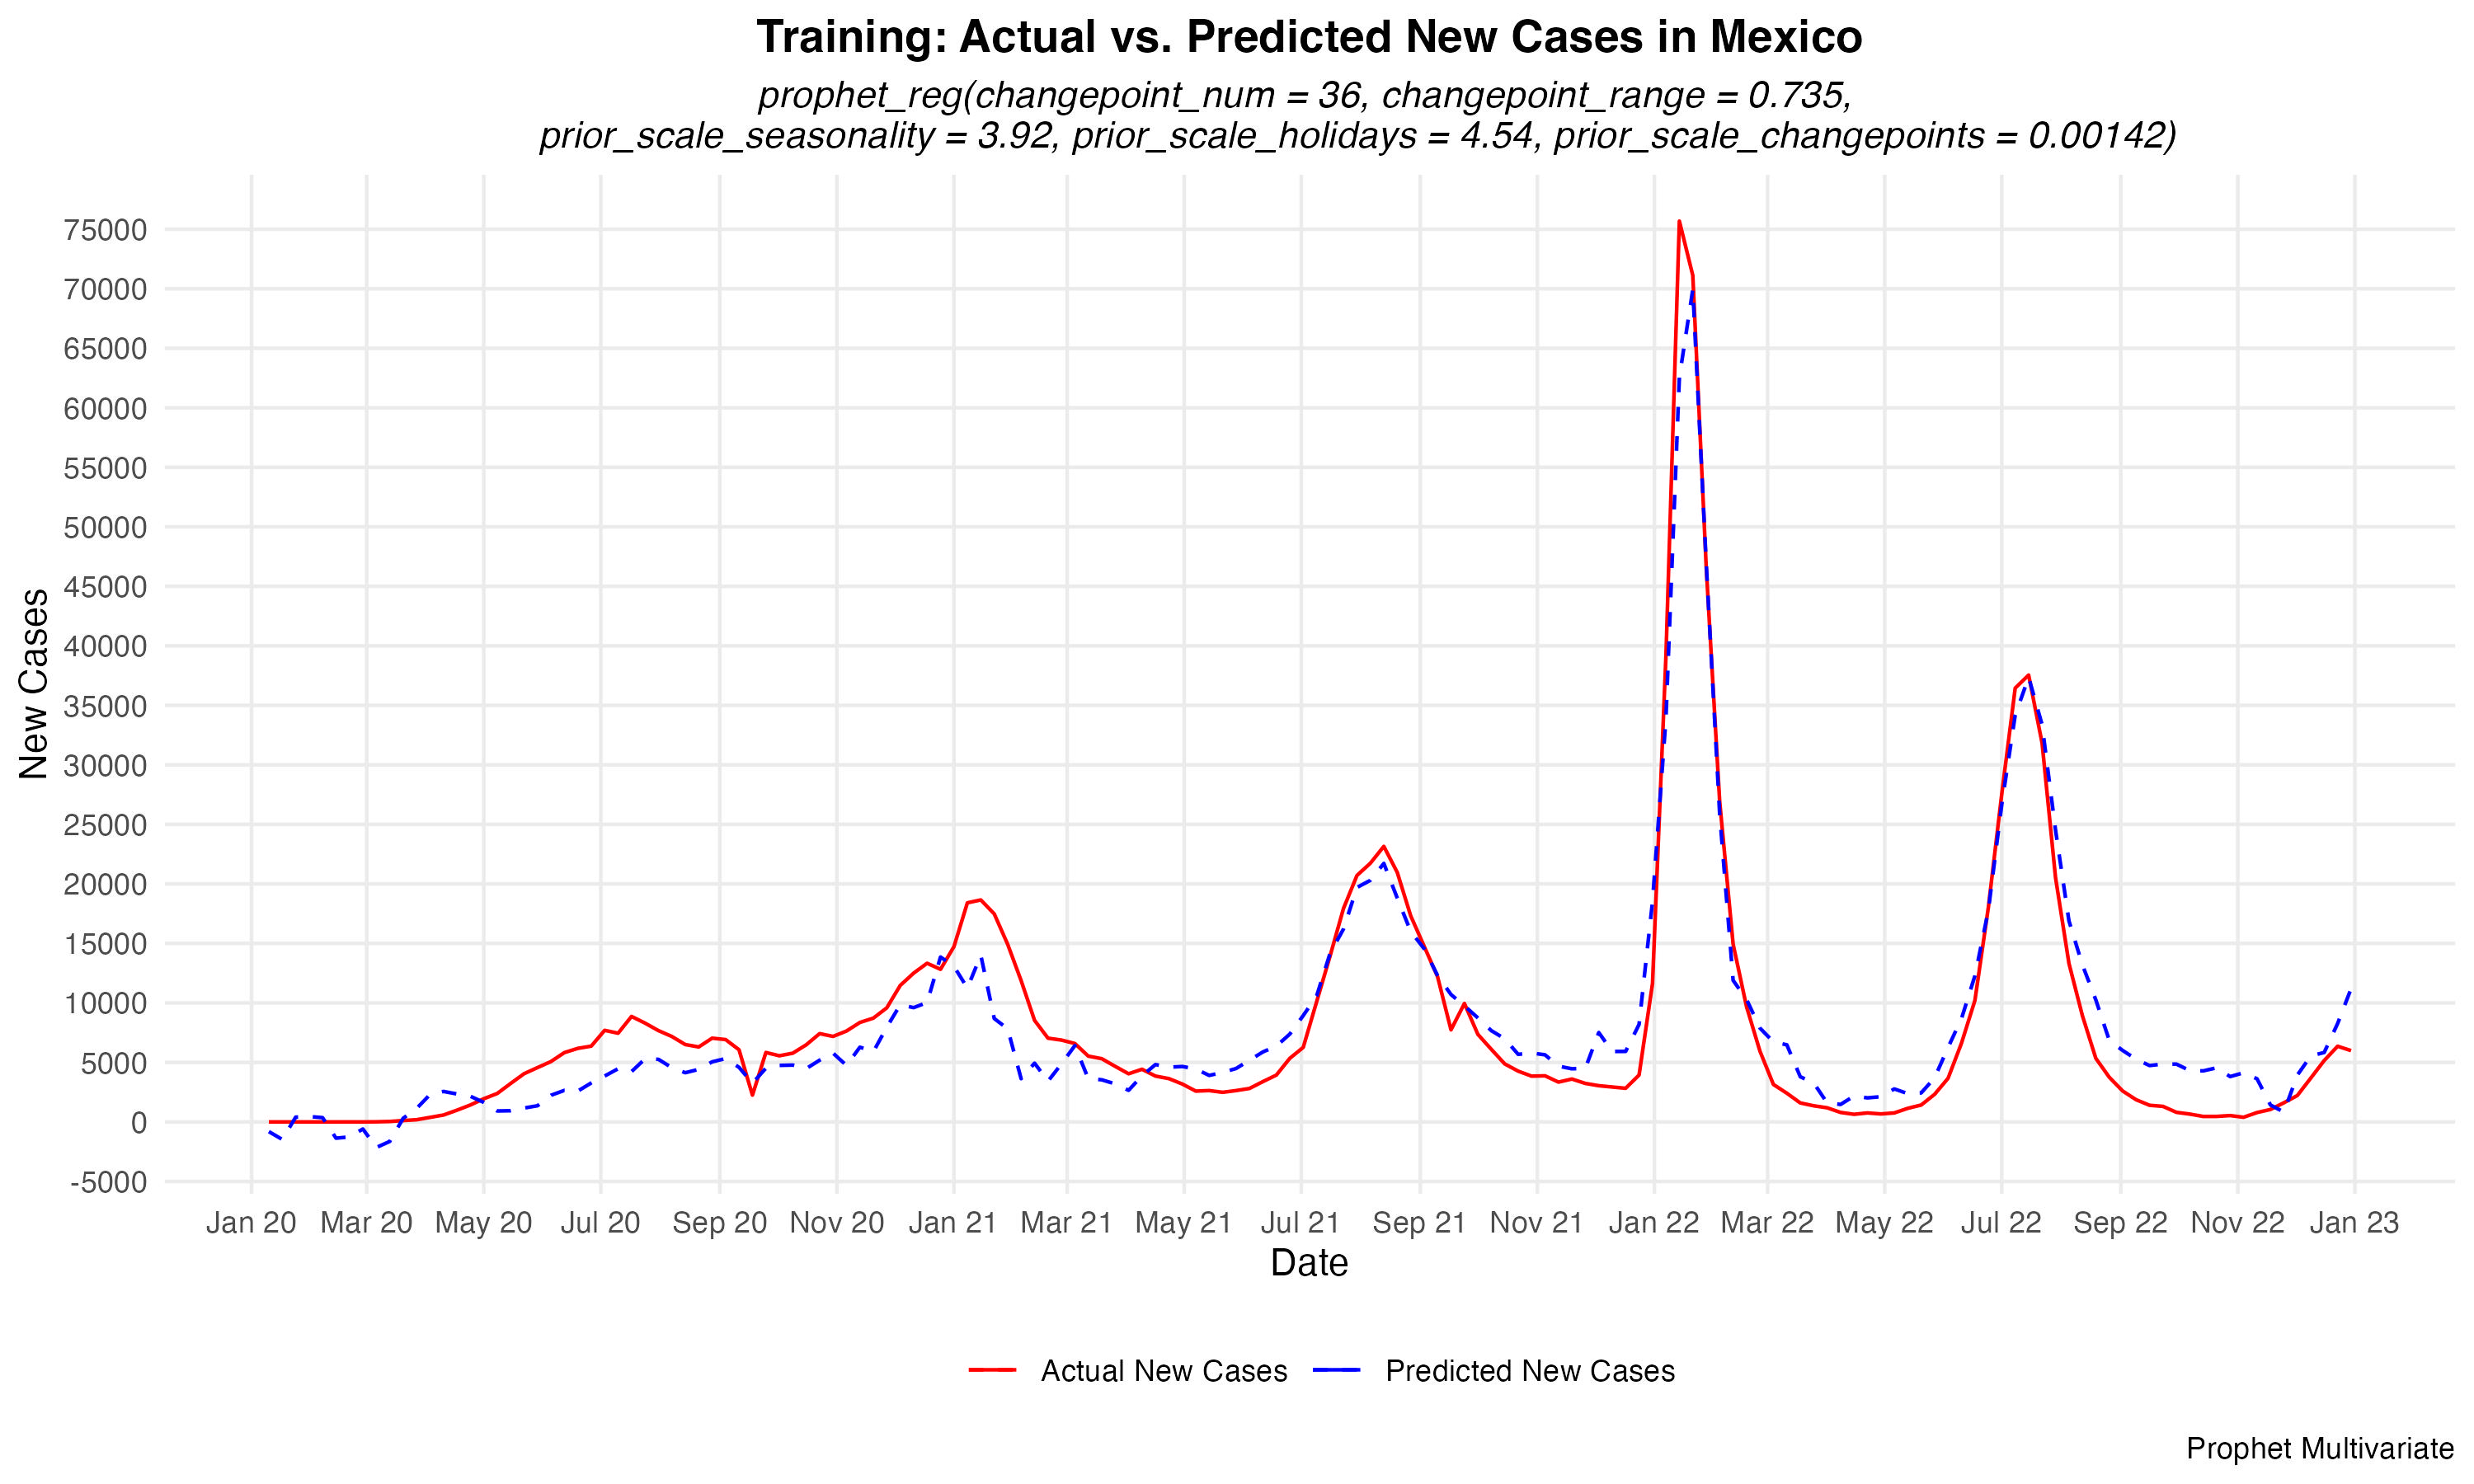 Training: Actual vs. Predicted New Cases in Mexico
prophet_reg(changepoint_num = 36, changepoint_range = 0.735,
prior_scale_seasonality = 3.92, prior_scale_holidays = 4.54, prior_scale_changepoints = 0.00142)
New Cases
75000
70000
65000
60000
55000
50000
45000
40000
35000
30000
25000
20000
15000
10000
5000
0
-5000
Jan 20 Mar 20 May 20 Jul 20 Sep 20 Nov 20 Jan 21 Mar 21 May 21 Jul 21 Sep 21 Nov 21 Jan 22 Mar 22 May 22 Jul 22 Sep 22 Nov 22 Jan 23
Date
Actual New Cases Predicted New Cases
Prophet Multivariate